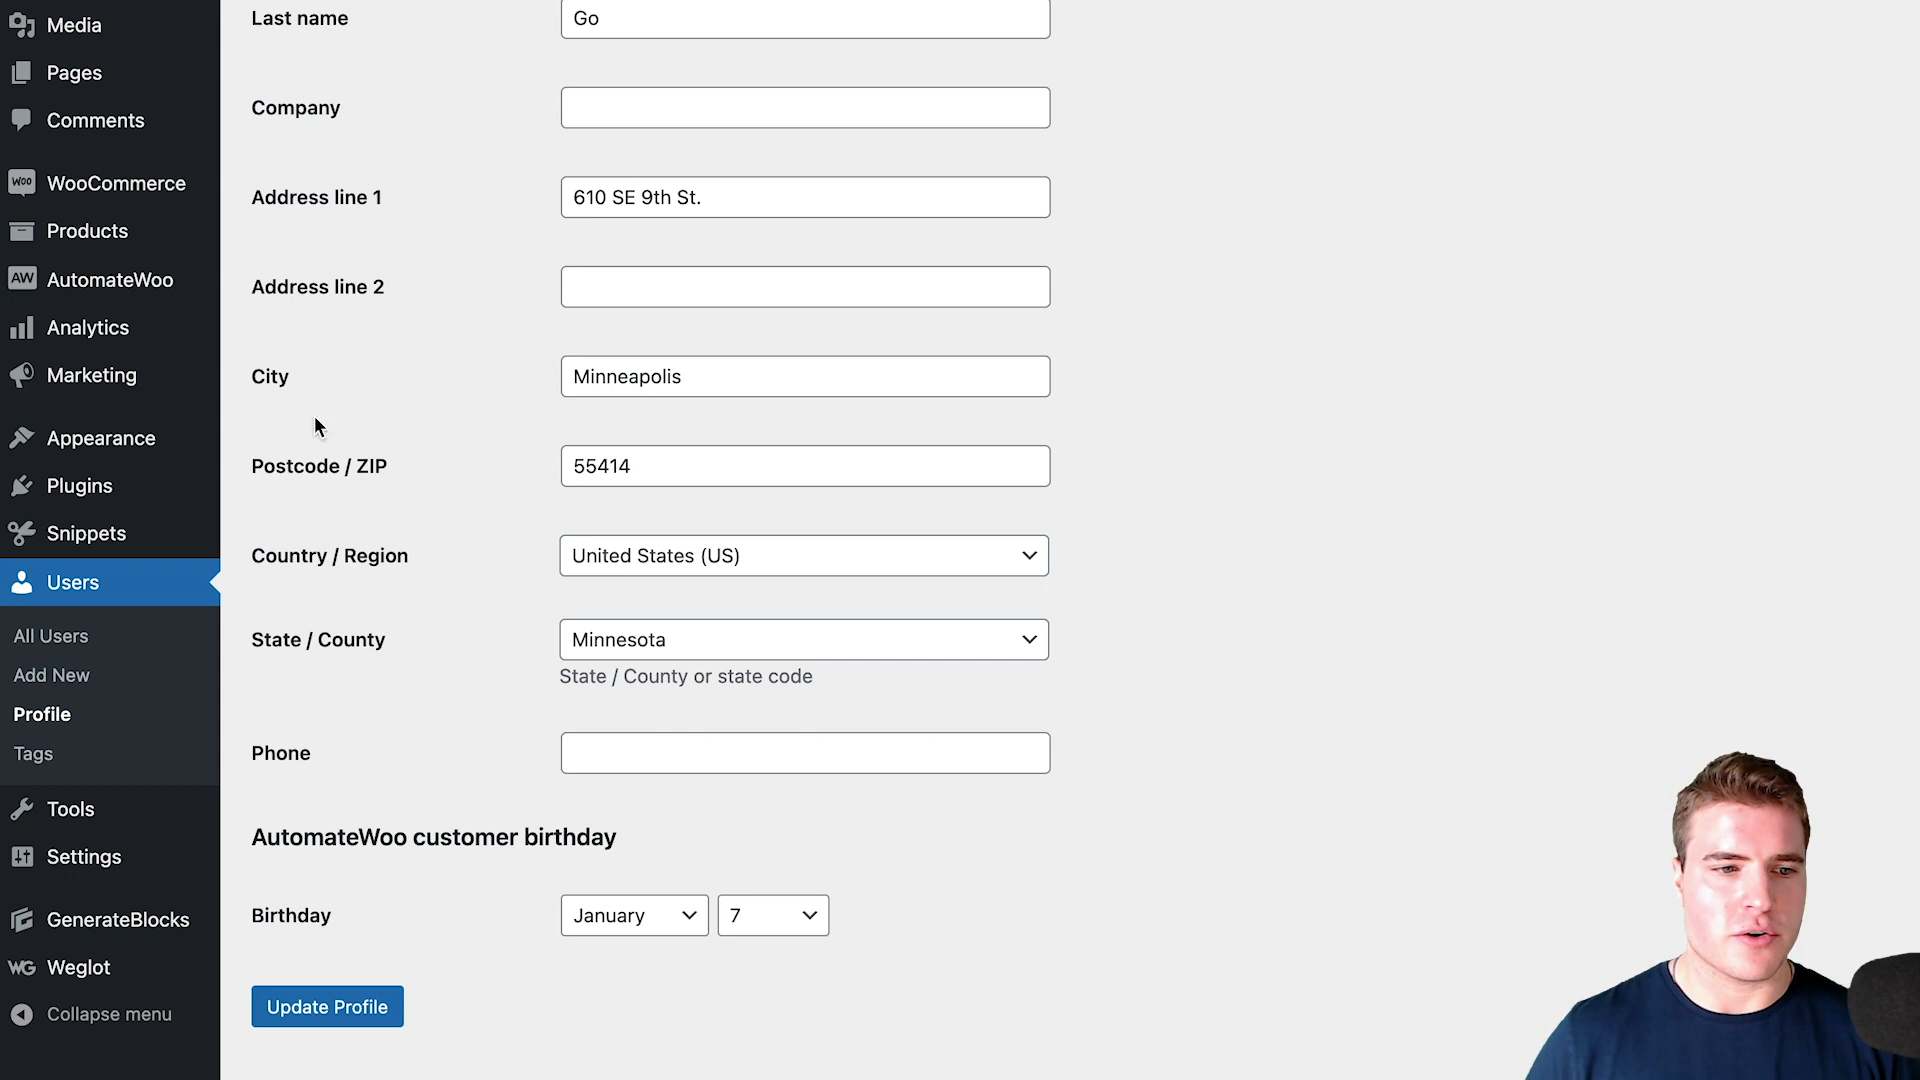 Media
Pages
Comments
Woo WooCommerce
Products
AW AutomateWoo
Analytics
Marketing
Appearance
Plugins
Snippets
Users
All Users
Add New
Profile
Tags
Tools
Settings
GenerateBlocks
WG Weglot
Collapse menu
Last name Go
Company
Address line 1 610 SE 9th St.
Address line 2
City Minneapolis
Postcode / ZIP 55414
Country / Region United States (US)
State / County Minnesota
State / County or state code
Phone
AutomateWoo customer birthday
Birthday January 7
Update Profile